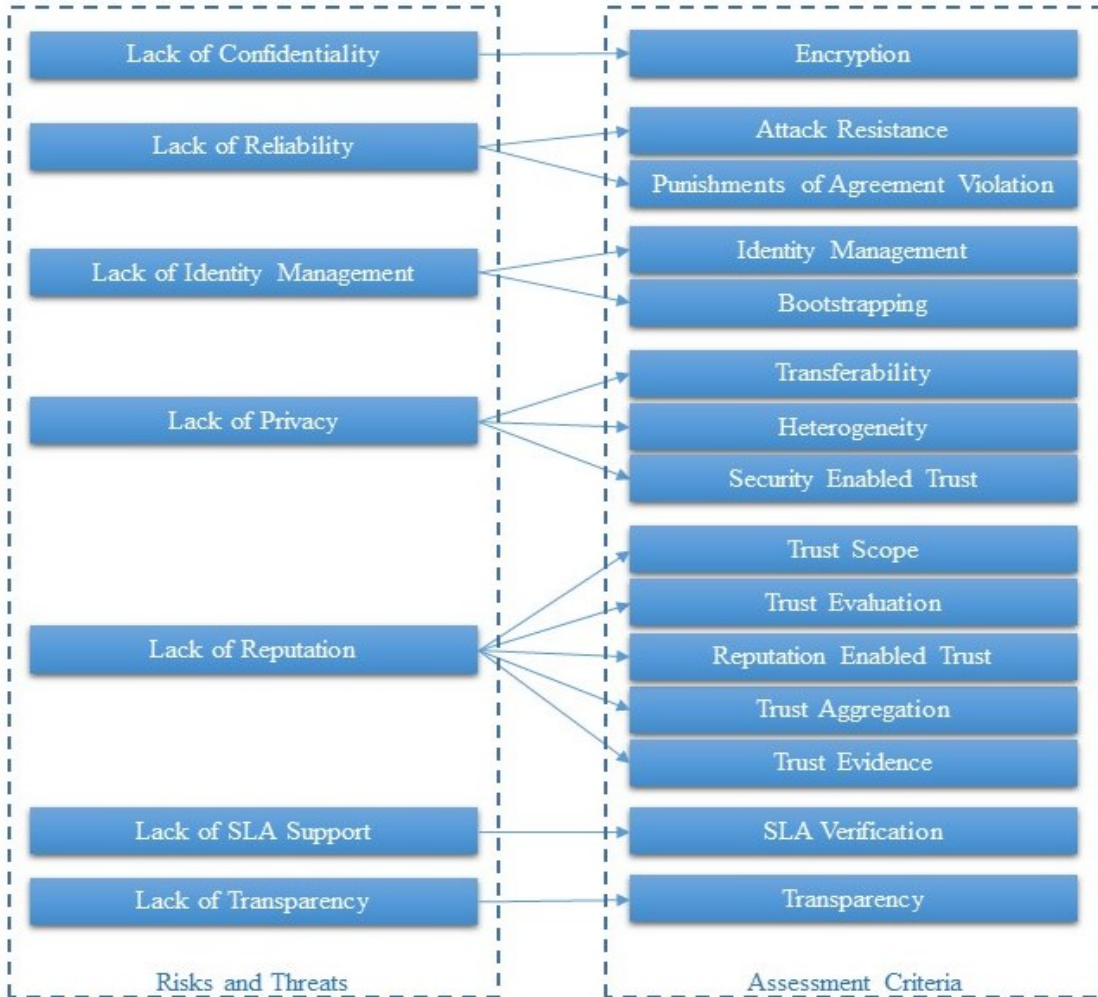 Lack of Confidentiality
Encryption
Lack of Reliability
Attack Resistance
Punishments of Agreement Violation
Lack of Identity Management
Identity Management
Bootstrapping
Lack of Privacy
Transferability
Heterogeneity
Security Enabled Trust
Lack of Reputation
Trust Scope
Trust Evaluation
Reputation Enabled Trust
Trust Aggregation
Trust Evidence
Lack of SLA Support
SLA Verification
Lack of Transparency
Transparency
Risks and Threats
Assessment Criteria